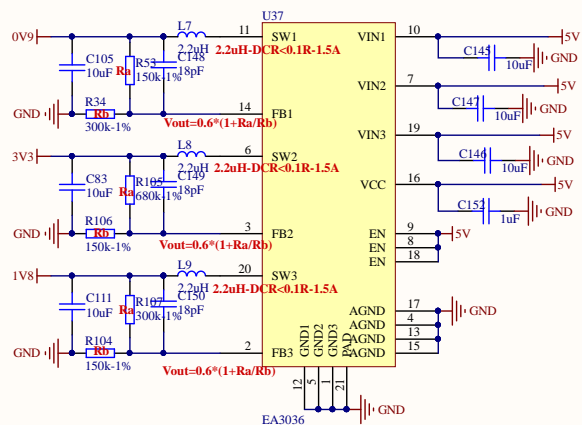 U37
L7
0V9
11
SW1
VIN1
10
5V
2.2uH
2.2uH-DCR<0.1R-1.5A
C105
10uF
Ra
R53
150k-1%
C148
18pF
C145
10uF
GND
R34
Rb
300k-1%
GND
14
FB1
Vout=0.6*(1+Ra/Rb)
VIN2
7
5V
C147
10uF
GND
L8
3V3
6
SW2
VIN3
19
5V
2.2uH
2.2uH-DCR<0.1R-1.5A
C83
10uF
Ra
R105
680k-1%
C149
18pF
C146
10uF
GND
VCC
16
5V
C152
1uF
GND
R106
Rb
150k-1%
GND
3
FB2
Vout=0.6*(1+Ra/Rb)
EN
9
5V
EN
8
EN
18
L9
1V8
20
SW3
2.2uH
2.2uH-DCR<0.1R-1.5A
C111
10uF
Ra
R107
300k-1%
C150
18pF
AGND
17
GND
AGND
4
AGND
13
AGND
15
R104
Rb
150k-1%
GND
2
FB3
Vout=0.6*(1+Ra/Rb)
GND1
GND2
GND3
PAD
12
5
1
21
GND
EA3036